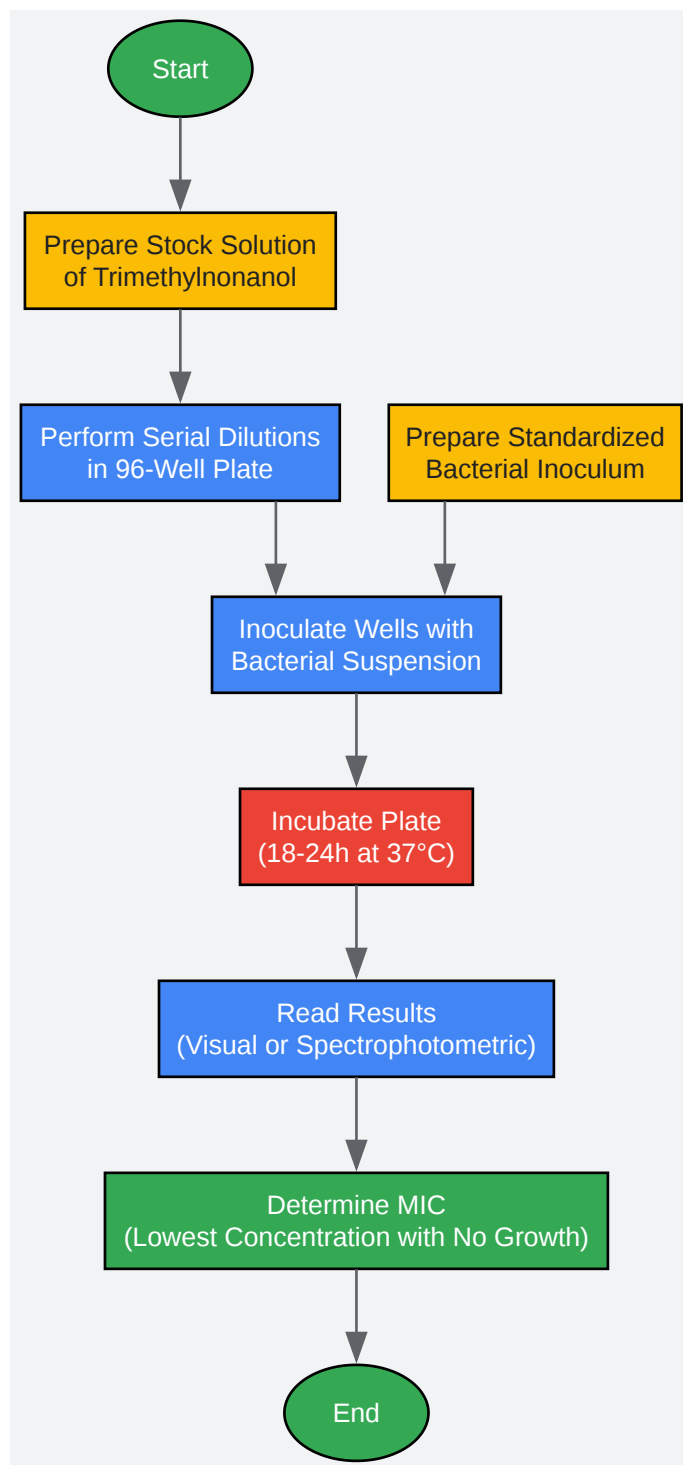 Start
Prepare Stock Solution
of Trimethylnonanol
Perform Serial Dilutions
in 96-Well Plate
Prepare Standardized
Bacterial Inoculum
Inoculate Wells with
Bacterial Suspension
Incubate Plate
(18-24h at 37°C)
Read Results
(Visual or Spectrophotometric)
Determine MIC
(Lowest Concentration with No Growth)
End